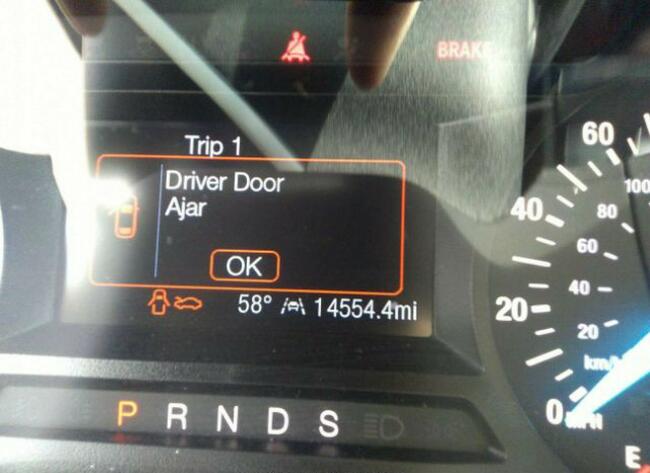 BRAKE
Trip 1
Driver Door
Ajar
OK
58° 14554.4mi
P R N D S
60
40
20
0 MPH
100
80
60
40
20
km/h
E